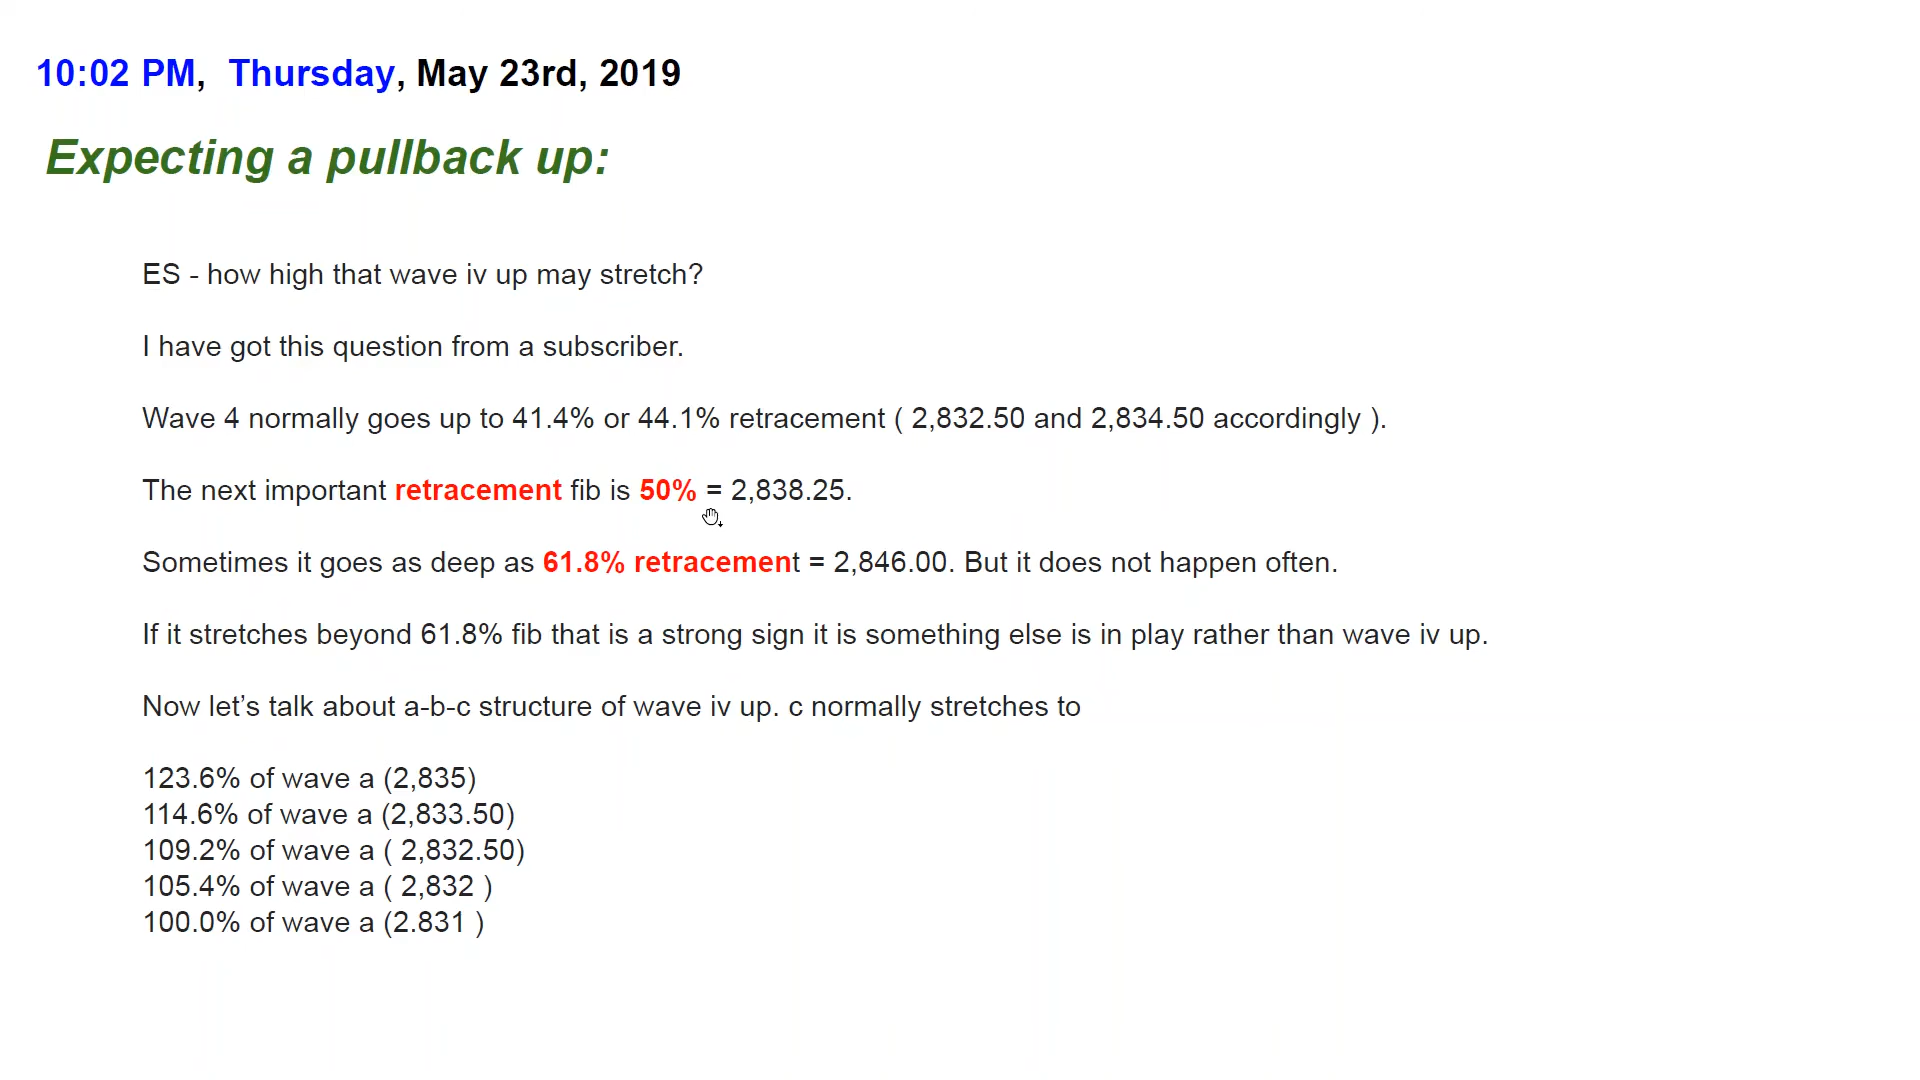 10:02 PM, Thursday, May 23rd, 2019
Expecting a pullback up:
ES - how high that wave iv up may stretch?
I have got this question from a subscriber.
Wave 4 normally goes up to 41.4% or 44.1% retracement ( 2,832.50 and 2,834.50 accordingly ).
The next important retracement fib is 50% = 2,838.25.
Sometimes it goes as deep as 61.8% retracement = 2,846.00. But it does not happen often.
If it stretches beyond 61.8% fib that is a strong sign it is something else is in play rather than wave iv up.
Now let’s talk about a-b-c structure of wave iv up. c normally stretches to
123.6% of wave a (2,835)
114.6% of wave a (2,833.50)
109.2% of wave a ( 2,832.50)
105.4% of wave a ( 2,832 )
100.0% of wave a (2.831 )